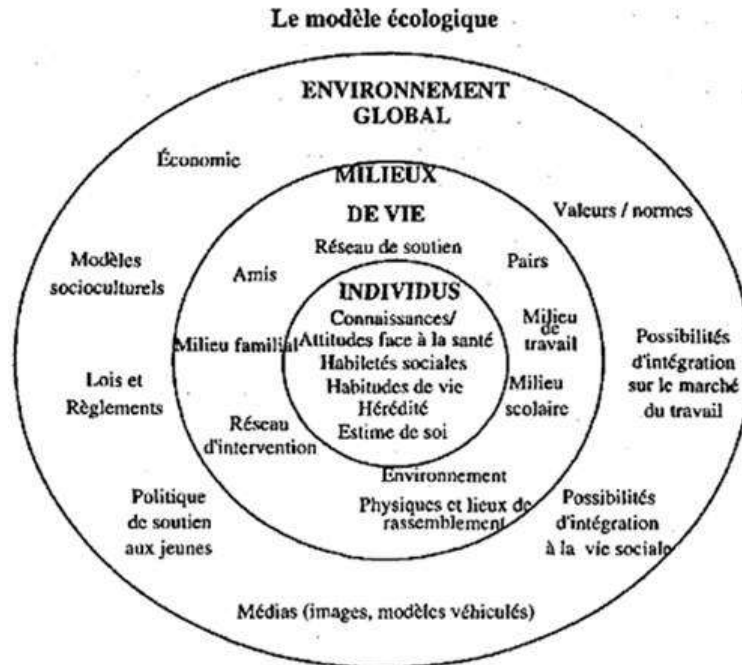 Le modèle écologique
ENVIRONNEMENT
GLOBAL
Économie
Valeurs / normes
Modèles
socioculturels
Lois et
Règlements
Politique
de soutien
aux jeunes
Possibilités
d'intégration
sur le marché
du travail
Possibilités
d'intégration
à la vie sociale
Médias (images, modèles véhiculés)
MILIEUX
DE VIE
Réseau de soutien
Amis
Pairs
Milieu familial
Milieu
de
travail
Milieu
scolaire
Réseau
d'intervention
Environnement
Physiques et lieux de
rassemblement
INDIVIDUS
Connaissances/
Attitudes face à la santé
Habiletés sociales
Habitudes de vie
Hérédité
Estime de soi